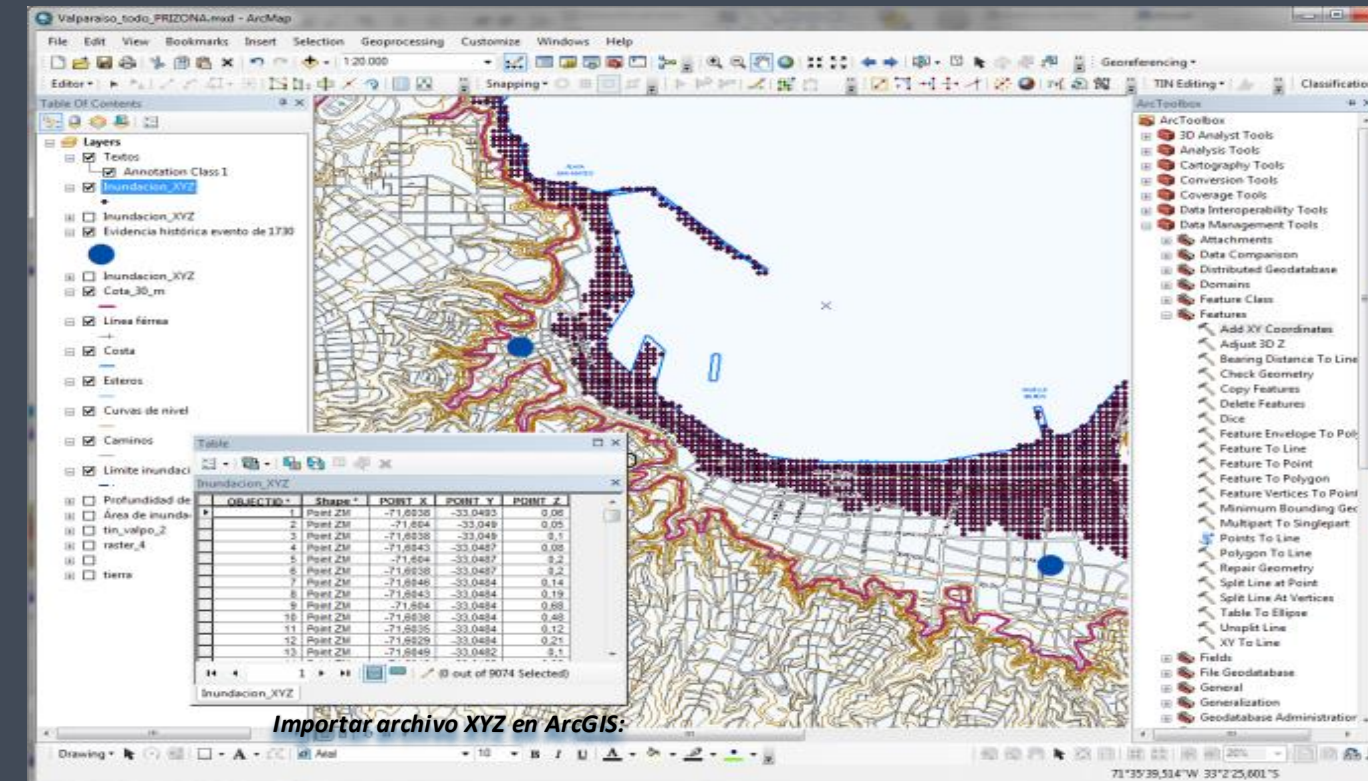 Valparaiso_todo_PRIZONA.mxd - ArcMap
File Edit View Bookmarks Insert Selection Geoprocessing Customize Windows Help
1:20.000
Georeferencing
Editor
Snapping
TIN Editing
Classification
Table Of Contents
Layers
Textos
Annotation Class 1
Inundacion_XYZ
Inundacion_XYZ
Evidencia histórica evento de 1730
Inundacion_XYZ
Cota_30_m
Línea férrea
Costa
Esteros
Curvas de nivel
Caminos
Limite inundaci
Profundidad de
Área de inunda
tin_valpo_2
raster_4
tierra
Table
Inundacion_XYZ
OBJECTID * Shape * POINT_X POINT_Y POINT_Z
1 Point ZM -71,6038 -33,0493 0,06
2 Point ZM -71,604 -33,049 0,05
3 Point ZM -71,6038 -33,049 0,1
4 Point ZM -71,6043 -33,0487 0,08
5 Point ZM -71,604 -33,0487 0,2
6 Point ZM -71,6038 -33,0487 0,2
7 Point ZM -71,6046 -33,0484 0,14
8 Point ZM -71,6043 -33,0484 0,19
9 Point ZM -71,604 -33,0484 0,68
10 Point ZM -71,6038 -33,0484 0,48
11 Point ZM -71,6035 -33,0484 0,12
12 Point ZM -71,6029 -33,0484 0,21
13 Point ZM -71,6049 -33,0482 0,1
1
(0 out of 9074 Selected)
Inundacion_XYZ
Importar archivo XYZ en ArcGIS:
ArcToolbox
ArcToolbox
3D Analyst Tools
Analysis Tools
Cartography Tools
Conversion Tools
Coverage Tools
Data Interoperability Tools
Data Management Tools
Attachments
Data Comparison
Distributed Geodatabase
Domains
Feature Class
Features
Add XY Coordinates
Adjust 3D Z
Bearing Distance To Line
Check Geometry
Copy Features
Delete Features
Dice
Feature Envelope To Pol
Feature To Line
Feature To Point
Feature To Polygon
Feature Vertices To Point
Minimum Bounding Geo
Multipart To Singlepart
Points To Line
Polygon To Line
Repair Geometry
Split Line at Point
Split Line At Vertices
Table To Ellipse
Unsplit Line
XY To Line
Fields
File Geodatabase
General
Generalization
Geodatabase Administrator
Drawing
A
Arial
10
B I U A
20%
71°35'39,514"W 33°2'25,601"S